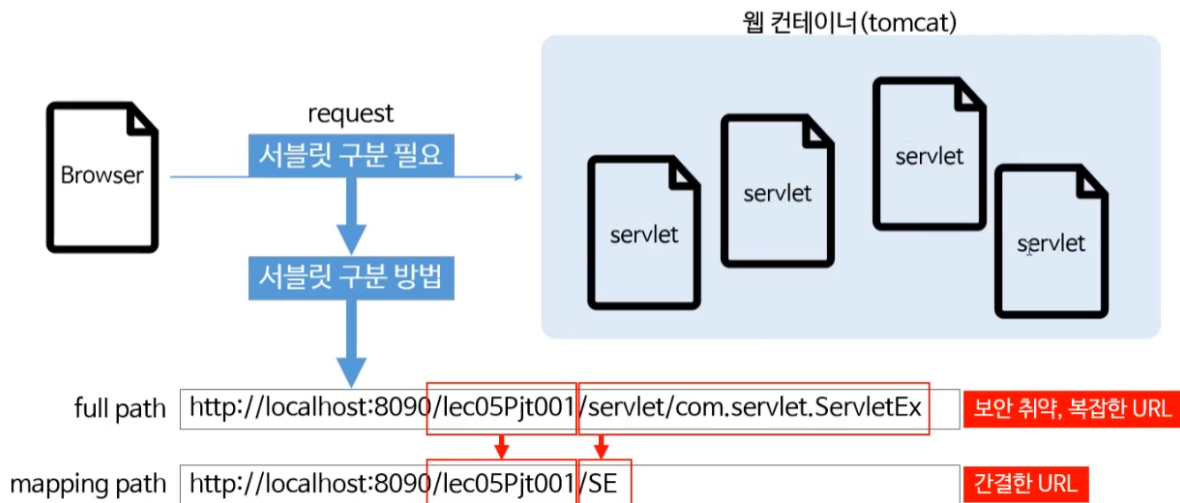 웹 컨테이너(tomcat)
request
서블릿 구분 필요
Browser
servlet
servlet
servlet
servlet
서블릿 구분 방법
full path http://localhost:8090/lec05Pjt001/servlet/com.servlet.ServletEx 보안 취약, 복잡한 URL
mapping path http://localhost:8090/lec05Pjt001/SE 간결한 URL